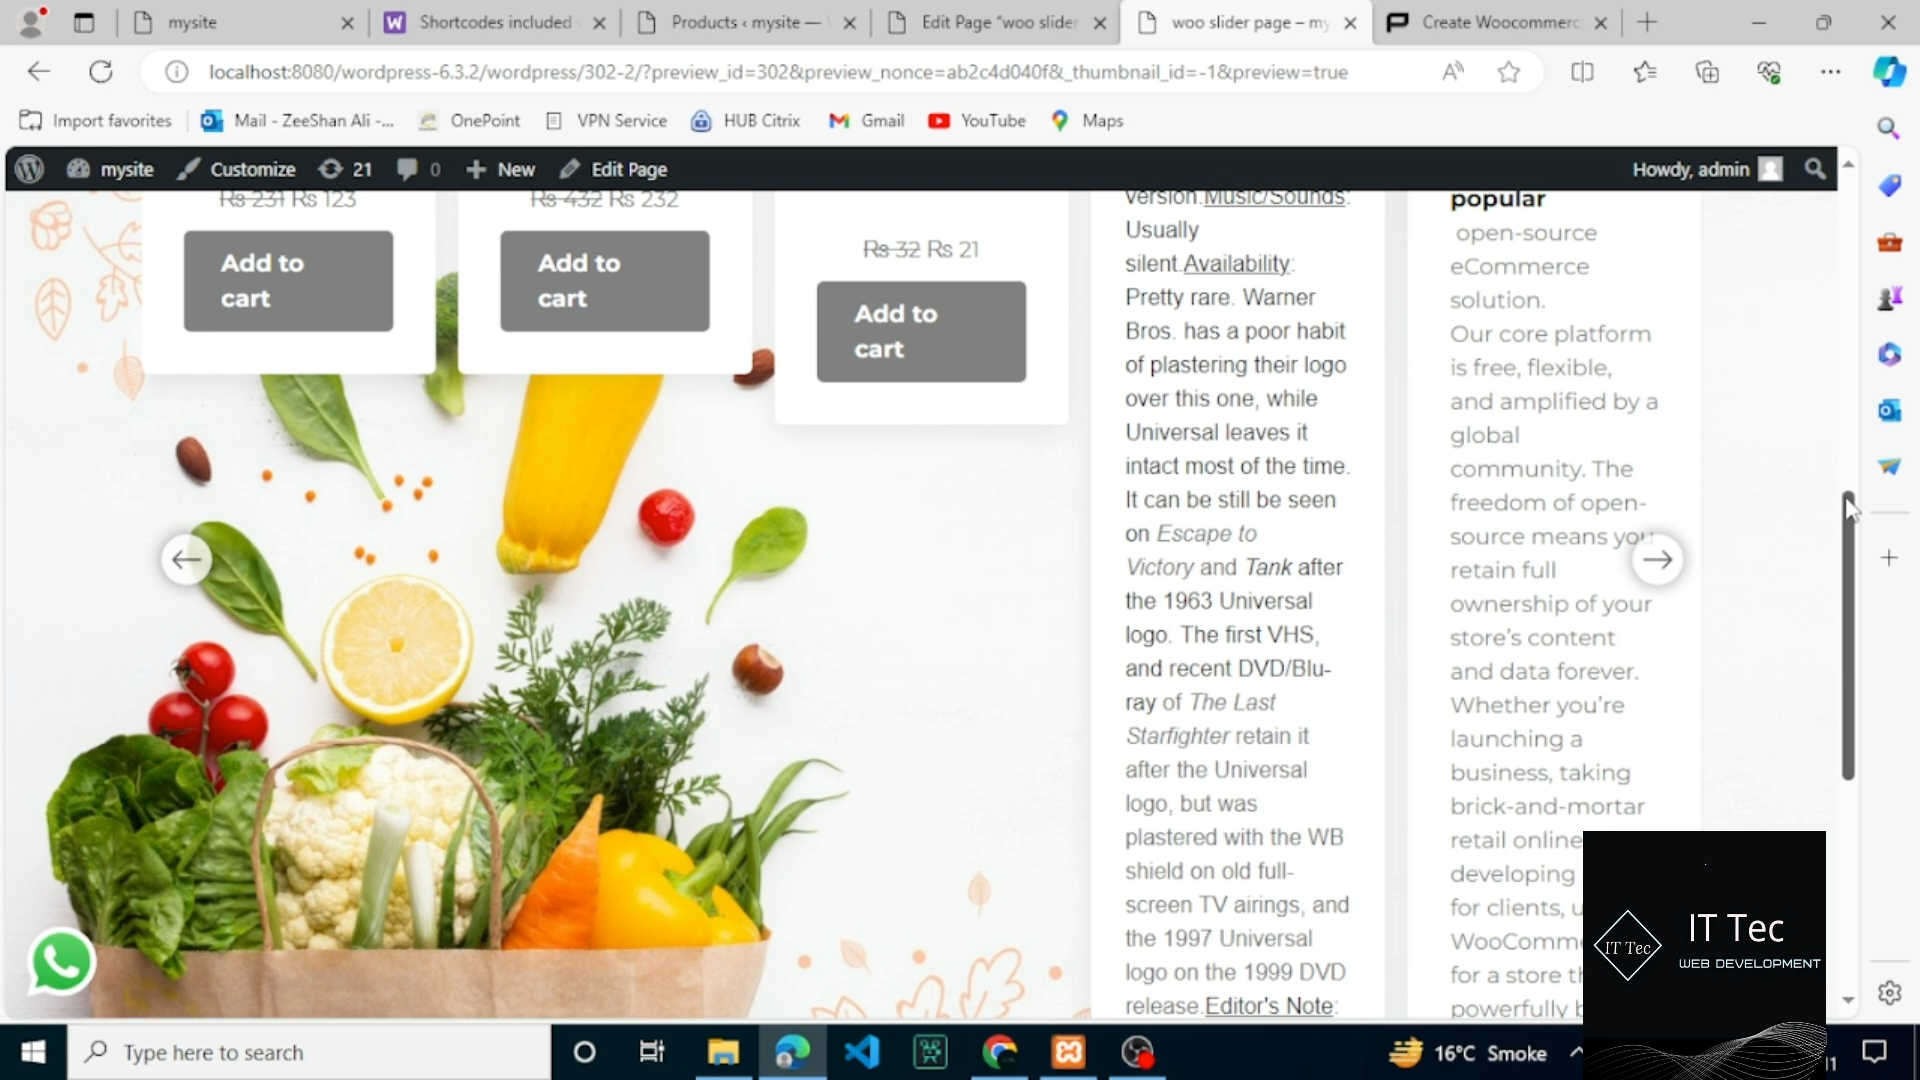 mysite
Shortcodes included
Products ‹ mysite —
Edit Page "woo slider
woo slider page – my
Create Woocommerc
localhost:8080/wordpress-6.3.2/wordpress/302-2/?preview_id=302&preview_nonce=ab2c4d040f&_thumbnail_id=-1&preview=true
Import favorites
Mail - ZeeShan Ali -...
OnePoint
VPN Service
HUB Citrix
Gmail
YouTube
Maps
mysite
Customize
21
0
New
Edit Page
Howdy, admin
Rs 231 Rs 123
Add to
cart
Rs 432 Rs 232
Add to
cart
Rs 32 Rs 21
Add to
cart
version.Music/Sounds:
Usually
silent.Availability:
Pretty rare. Warner
Bros. has a poor habit
of plastering their logo
over this one, while
Universal leaves it
intact most of the time.
It can be still be seen
on Escape to
Victory and Tank after
the 1963 Universal
logo. The first VHS,
and recent DVD/Blu-
ray of The Last
Starfighter retain it
after the Universal
logo, but was
plastered with the WB
shield on old full-
screen TV airings, and
the 1997 Universal
logo on the 1999 DVD
release.Editor's Note:
popular
open-source
eCommerce
solution.
Our core platform
is free, flexible,
and amplified by a
global
community. The
freedom of open-
source means you
retain full
ownership of your
store's content
and data forever.
Whether you're
launching a
business, taking
brick-and-mortar
retail online
developing
for clients, u
WooComme
for a store th
powerfully b
IT Tec
IT Tec
WEB DEVELOPMENT
Type here to search
16°C Smoke